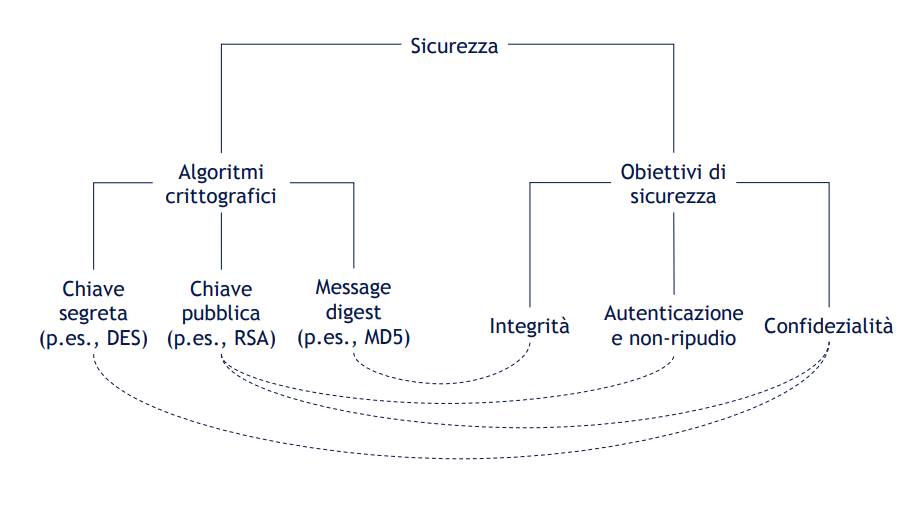 Sicurezza
Algoritmi
crittografici
Obiettivi di
sicurezza
Chiave
segreta
(p.es., DES)
Chiave
pubblica
(p.es., RSA)
Message
digest
(p.es., MD5)
Integrità
Autenticazione
e non-ripudio
Confidezialità